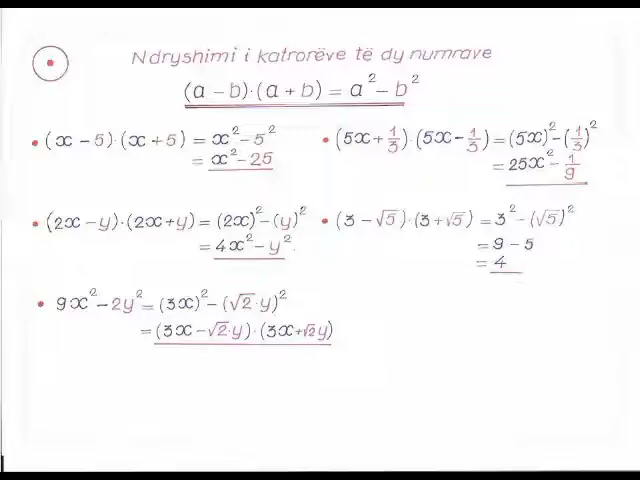 Ndryshimi i katrorëve të dy numrave
(a - b)·(a + b) = a² - b²
• (x - 5)·(x + 5) = x² - 5²
= x² - 25
• (5x + 1/3)·(5x - 1/3) = (5x)² - (1/3)²
= 25x² - 1/9
• (2x - y)·(2x + y) = (2x)² - (y)²
= 4x² - y².
• (3 - √5)·(3 + √5) = 3² - (√5)²
= 9 - 5
= 4
• 9x² - 2y² = (3x)² - (√2·y)²
= (3x - √2·y)·(3x + √2y)